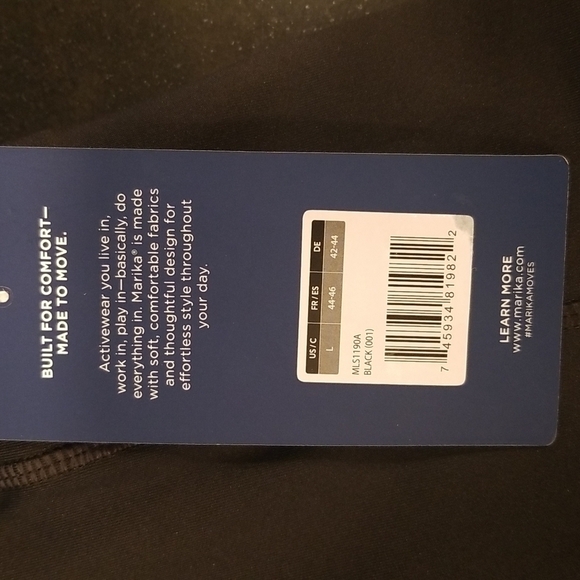 BUILT FOR COMFORT—
MADE TO MOVE.
Activewear you live in,
work in, play in—basically, do
everything in. Marika® is made
with soft, comfortable fabrics
and thoughtful design for
effortless style throughout
your day.
US / C FR / ES DE
L 44-46 42-44
MLS1190A
BLACK (001)
7 45934 81982 2
LEARN MORE
www.marika.com
#MARIKAMOVES